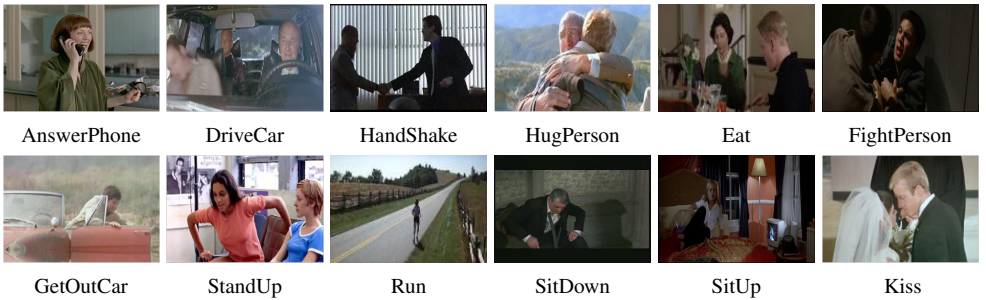 AnswerPhone DriveCar HandShake HugPerson Eat FightPerson
GetOutCar StandUp Run SitDown SitUp Kiss